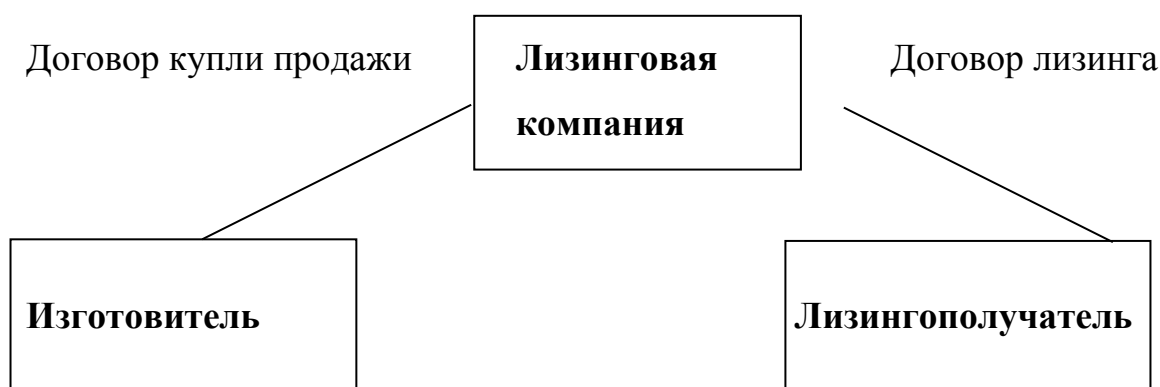 Договор купли продажи
Лизинговая
компания
Договор лизинга
Изготовитель
Лизингополучатель